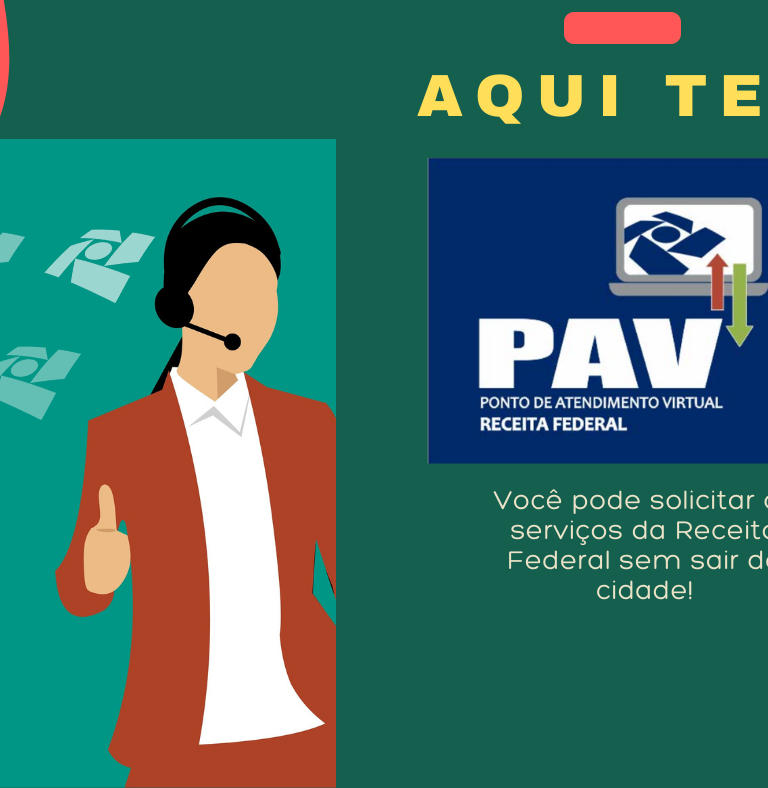 AQUI TE
PAV
PONTO DE ATENDIMENTO VIRTUAL
RECEITA FEDERAL
Você pode solicitar
serviços da Receita
Federal sem sair d
cidade!